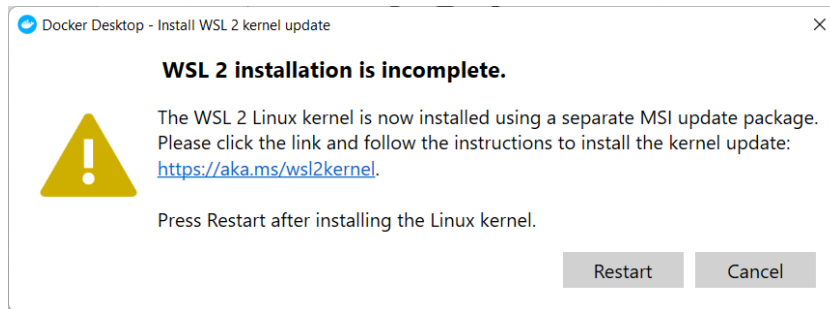 Docker Desktop - Install WSL 2 kernel update
WSL 2 installation is incomplete.
The WSL 2 Linux kernel is now installed using a separate MSI update package.
Please click the link and follow the instructions to install the kernel update:
https://aka.ms/wsl2kernel.
Press Restart after installing the Linux kernel.
Restart Cancel